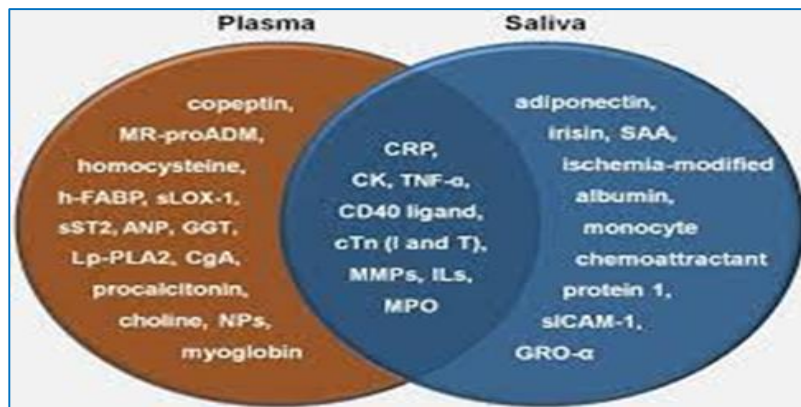 Plasma
Saliva
copeptin,
MR-proADM,
homocysteine,
h-FABP, sLOX-1,
sST2, ANP, GGT,
Lp-PLA2, CgA,
procalcitonin,
choline, NPs,
myoglobin
CRP,
CK, TNF-α,
CD40 ligand,
cTn (I and T),
MMPs, ILs,
MPO
adiponectin,
irisin, SAA,
ischemia-modified
albumin,
monocyte
chemoattractant
protein 1,
sICAM-1,
GRO-α